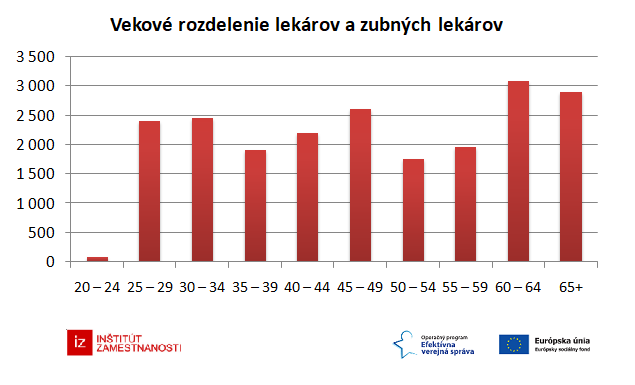 Vekové rozdelenie lekárov a zubných lekárov
3 500
3 000
2 500
2 000
1 500
1 000
500
0
20 – 24 25 – 29 30 – 34 35 – 39 40 – 44 45 – 49 50 – 54 55 – 59 60 – 64 65+
iz INŠTITÚT
ZAMESTNANOSTI
Operačný program
Efektívna
verejná správa
Európska únia
Európsky sociálny fond